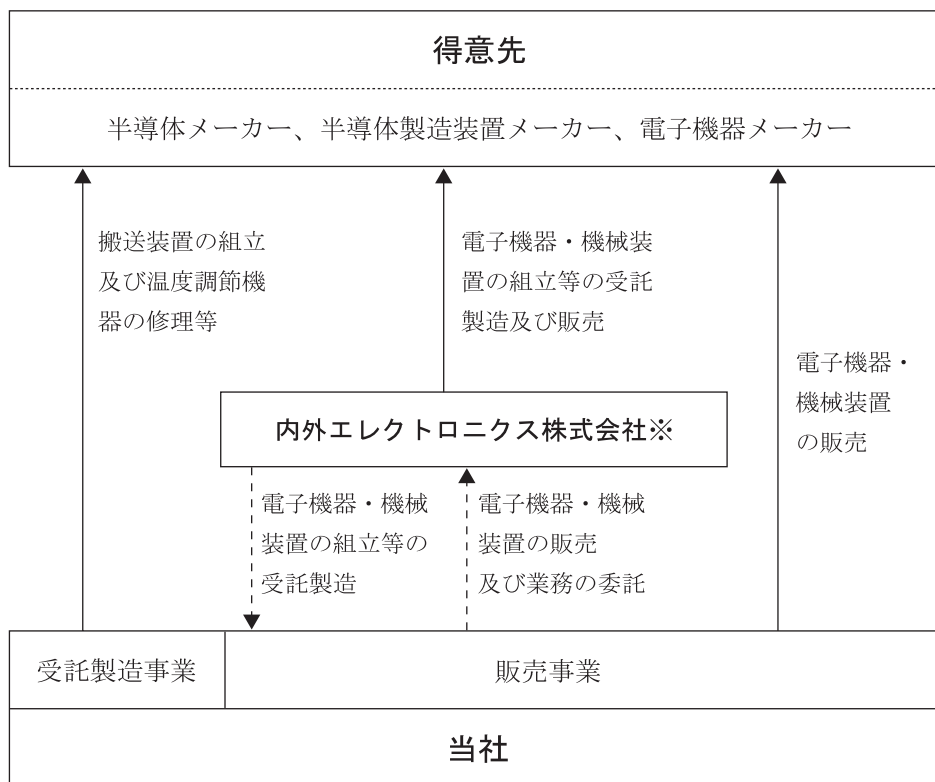 得意先
半導体メーカー、半導体製造装置メーカー、電子機器メーカー
搬送装置の組立
及び温度調節機
器の修理等
電子機器・機械装
置の組立等の受託
製造及び販売
電子機器・
機械装置
の販売
内外エレクトロニクス株式会社※
電子機器・機械
装置の組立等の
受託製造
電子機器・機械
装置の販売
及び業務の委託
受託製造事業
販売事業
当社